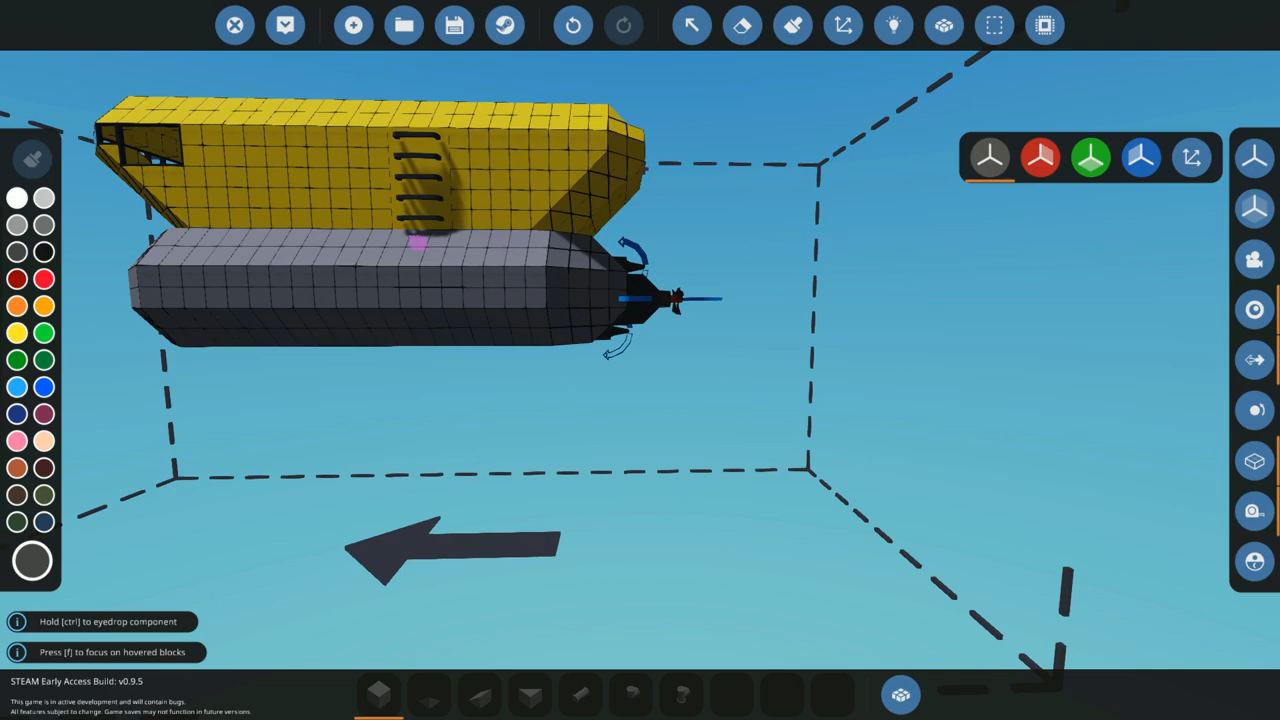 Hold [ctrl] to eyedrop component
Press [f] to focus on hovered blocks
STEAM Early Access Build: v0.9.5
This game is in active development and will contain bugs.
All features subject to change. Game saves may not function in future versions.